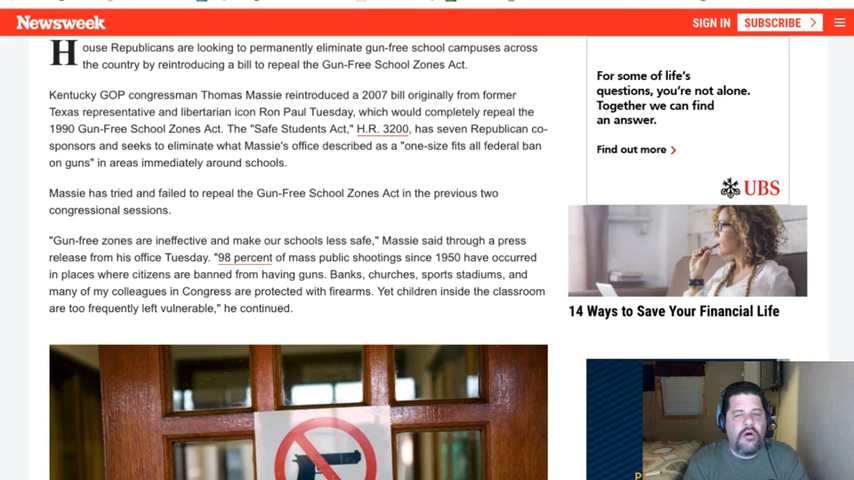 Newsweek
SIGN IN
SUBSCRIBE >
House Republicans are looking to permanently eliminate gun-free school campuses across
the country by reintroducing a bill to repeal the Gun-Free School Zones Act.
Kentucky GOP congressman Thomas Massie reintroduced a 2007 bill originally from former
Texas representative and libertarian icon Ron Paul Tuesday, which would completely repeal the
1990 Gun-Free School Zones Act. The "Safe Students Act," H.R. 3200, has seven Republican co-
sponsors and seeks to eliminate what Massie's office described as a "one-size fits all federal ban
on guns" in areas immediately around schools.
Massie has tried and failed to repeal the Gun-Free School Zones Act in the previous two
congressional sessions.
"Gun-free zones are ineffective and make our schools less safe," Massie said through a press
release from his office Tuesday. "98 percent of mass public shootings since 1950 have occurred
in places where citizens are banned from having guns. Banks, churches, sports stadiums, and
many of my colleagues in Congress are protected with firearms. Yet children inside the classroom
are too frequently left vulnerable," he continued.
For some of life's
questions, you're not alone.
Together we can find
an answer.
Find out more >
UBS
14 Ways to Save Your Financial Life
P